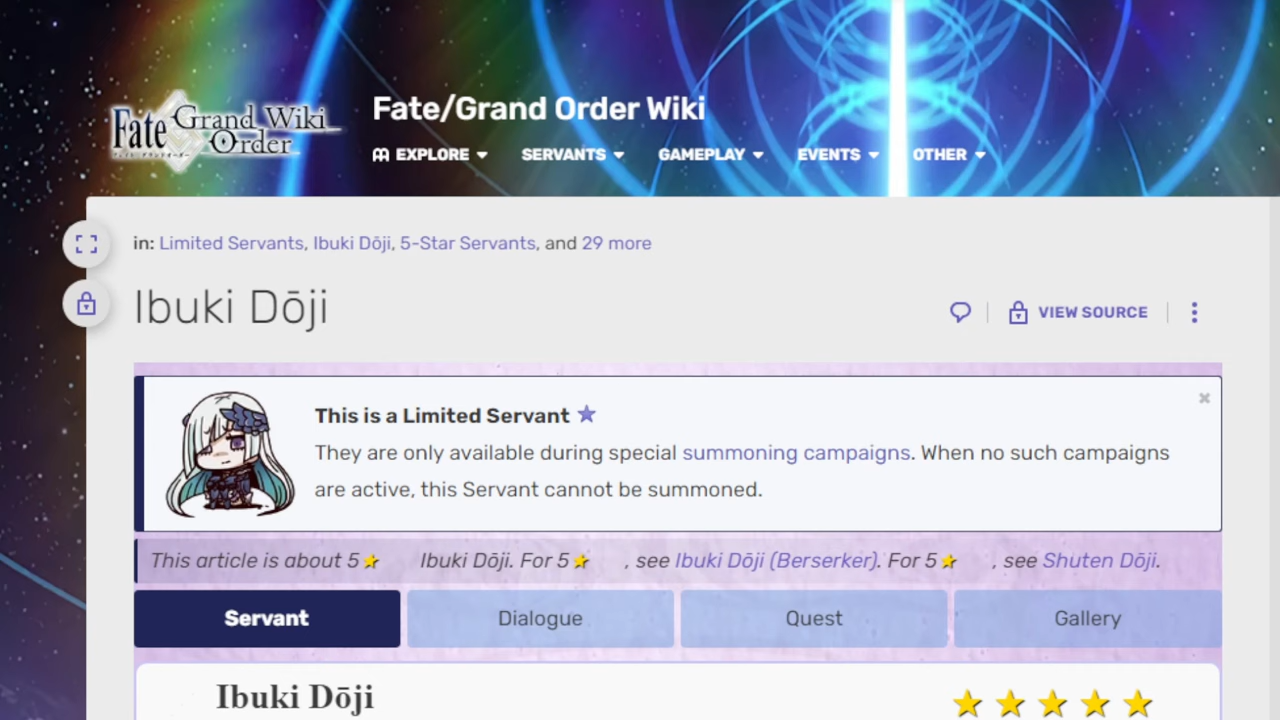 Fate Grand Wiki Order
Fate/Grand Order Wiki
EXPLORE SERVANTS GAMEPLAY EVENTS OTHER
in: Limited Servants, Ibuki Dōji, 5-Star Servants, and 29 more
Ibuki Dōji
VIEW SOURCE
This is a Limited Servant
They are only available during special summoning campaigns. When no such campaigns
are active, this Servant cannot be summoned.
This article is about 5★ Ibuki Dōji. For 5★ , see Ibuki Dōji (Berserker). For 5★ , see Shuten Dōji.
Servant Dialogue Quest Gallery
Ibuki Dōji